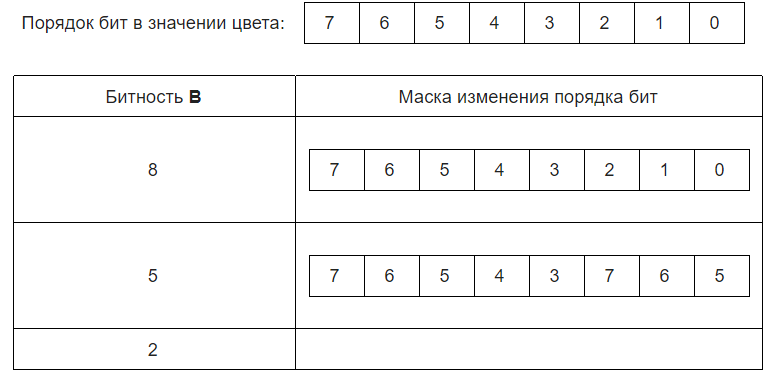 Порядок бит в значении цвета: 7 6 5 4 3 2 1 0
Битность B Маска изменения порядка бит
8 7 6 5 4 3 2 1 0
5 7 6 5 4 3 7 6 5
2